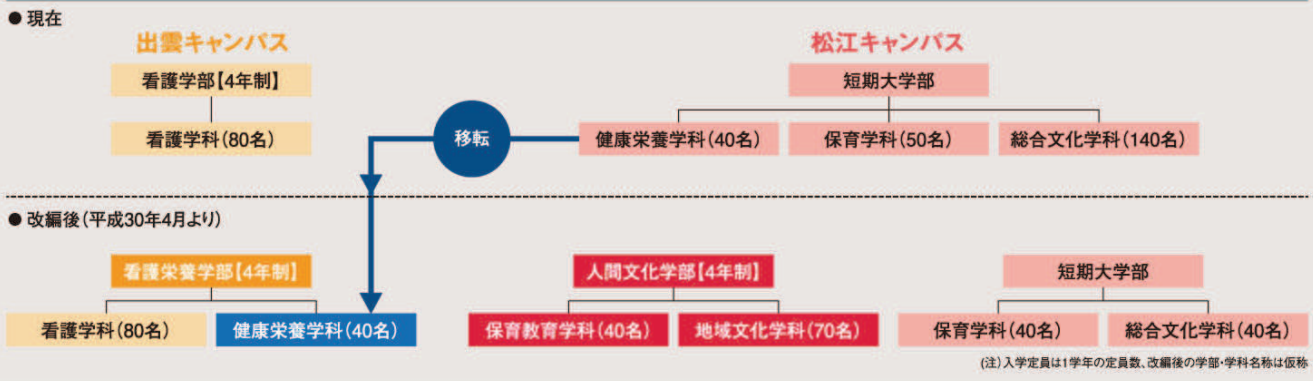 ● 現在
出雲キャンパス
松江キャンパス
看護学部【4年制】
短期大学部
看護学科(80名)
移転
健康栄養学科(40名)
保育学科(50名)
総合文化学科(140名)
● 改編後(平成30年4月より)
看護栄養学部【4年制】
人間文化学部【4年制】
短期大学部
看護学科(80名)
健康栄養学科(40名)
保育教育学科(40名)
地域文化学科(70名)
保育学科(40名)
総合文化学科(40名)
(注)入学定員は1学年の定員数、改編後の学部・学科名称は仮称